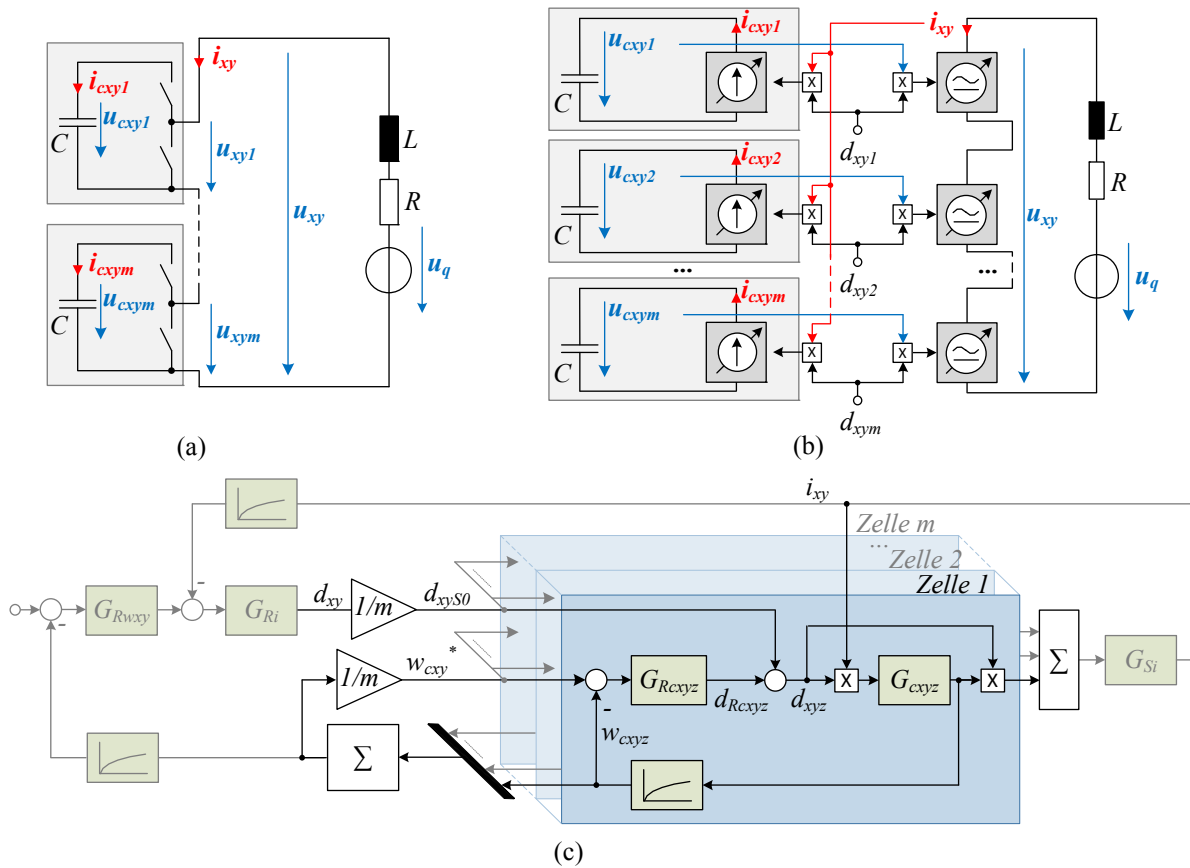 i_xy
i_cxy1
u_cxy1
C
u_xy1
L
R
u_xy
u_q
i_cxym
u_cxym
C
u_xym
(a)
i_cxy1
i_xy
u_cxy1
C
X
X
d_xy1
L
i_cxy2
u_cxy2
C
X
X
R
u_xy
...
...
d_xy2
u_q
i_cxym
u_cxym
C
X
X
d_xym
(b)
i_xy
Zelle m
... Zelle 2
Zelle 1
-
-
G_Rwxy
G_Ri
d_xy
1/m
d_xyS0
w_cxy*
1/m
G_Rcxyz
d_Rcxyz
d_xyz
X
G_cxyz
X
Σ
G_Si
-
w_cxyz
Σ
(c)